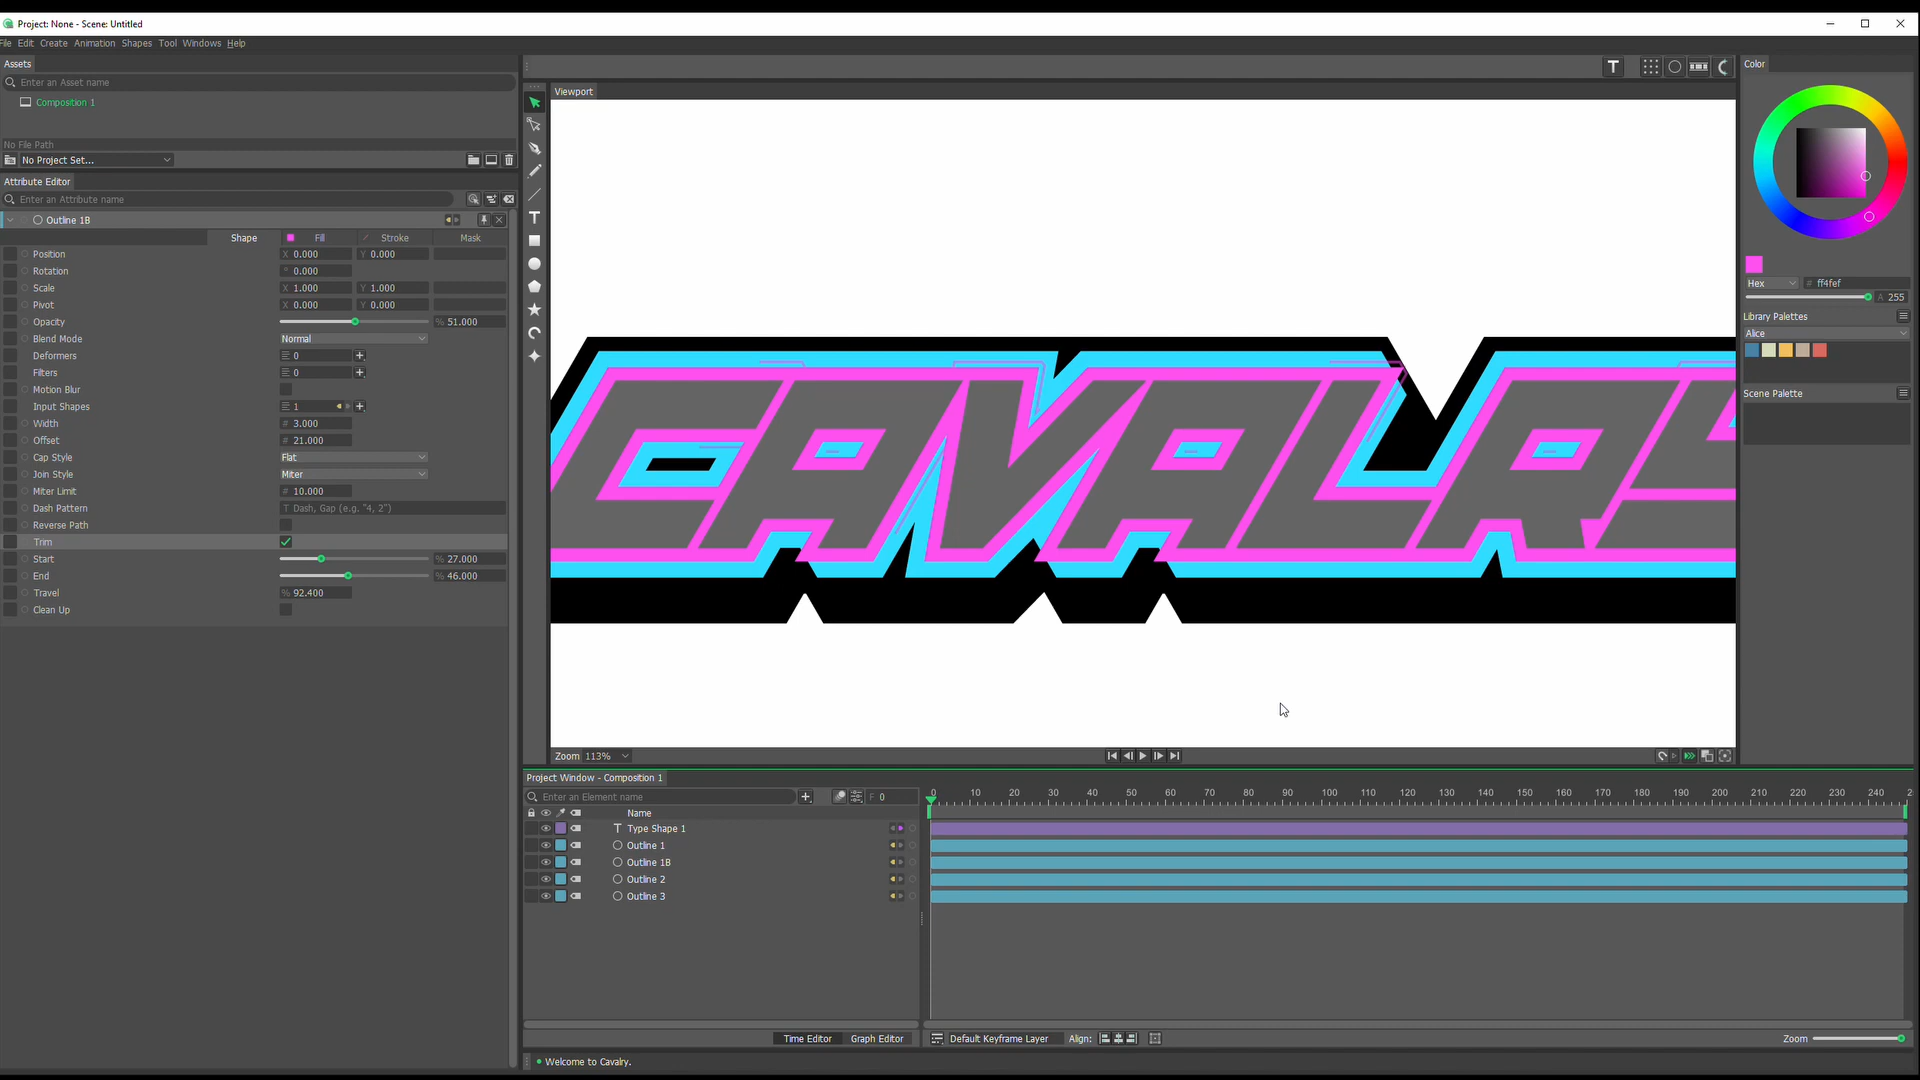 Project: None - Scene: Untitled
File Edit Create Animation Shapes Tool Windows Help
Assets
Enter an Asset name
Composition 1
No File Path
No Project Set...
Attribute Editor
Enter an Attribute name
Outline 1B
Shape Fill Stroke Mask
Position X 0.000 Y 0.000
Rotation ° 0.000
Scale X 1.000 Y 1.000
Pivot X 0.000 Y 0.000
Opacity % 51.000
Blend Mode Normal
Deformers 0
Filters 0
Motion Blur
Input Shapes 1
Width # 3.000
Offset # 21.000
Cap Style Flat
Join Style Miter
Miter Limit # 10.000
Dash Pattern T Dash, Gap (e.g. "4, 2")
Reverse Path
Trim
Start % 27.000
End % 46.000
Travel % 92.400
Clean Up
Viewport
CAVALR
Zoom 113%
Color
Hex # ff4fef
A 255
Library Palettes
Alice
Scene Palette
Project Window - Composition 1
Enter an Element name F 0
0 10 20 30 40 50 60 70 80 90 100 110 120 130 140 150 160 170 180 190 200 210 220 230 240 2
Name
T Type Shape 1
Outline 1
Outline 1B
Outline 2
Outline 3
Time Editor Graph Editor Default Keyframe Layer Align: Zoom
Welcome to Cavalry.